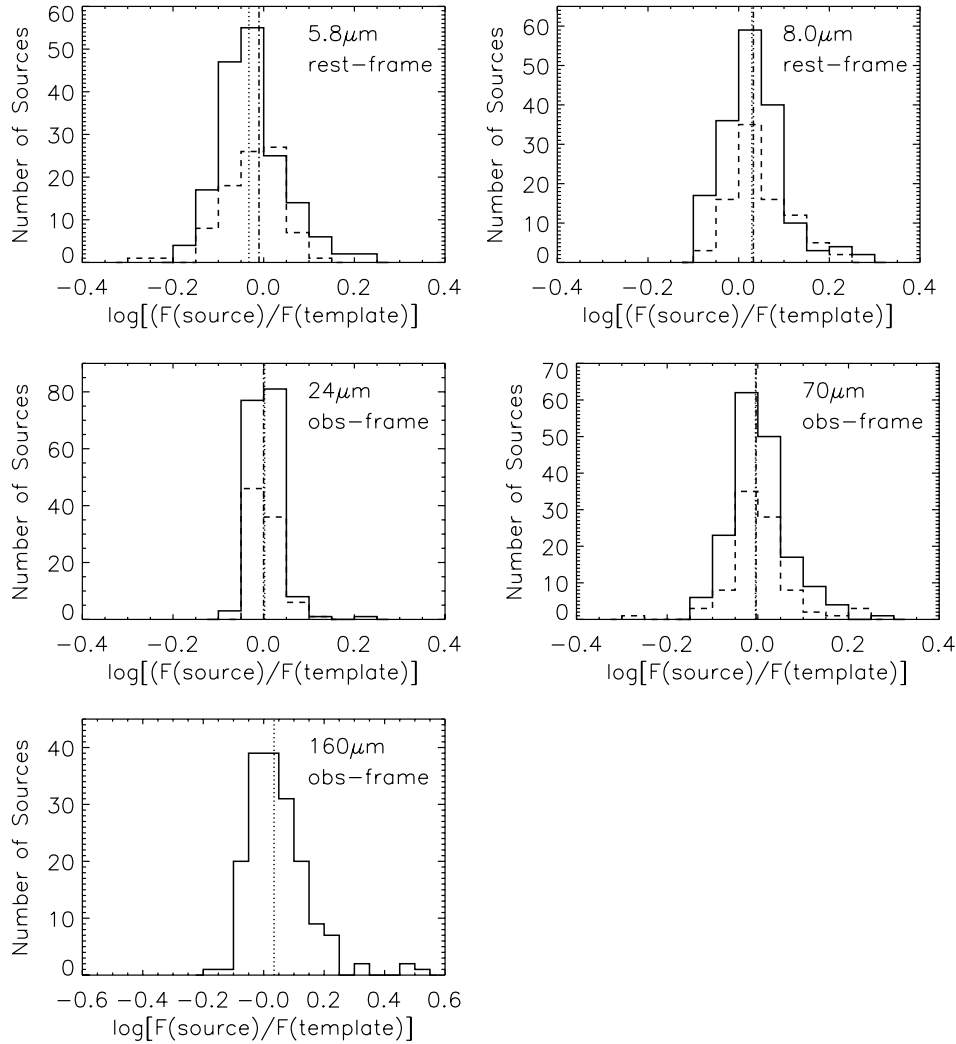 5.8μm
rest-frame
Number of Sources
60
50
40
30
20
10
0
-0.4
-0.2
0.0
0.2
0.4
log[(F(source)/F(template)]
8.0μm
rest-frame
Number of Sources
60
50
40
30
20
10
0
-0.4
-0.2
0.0
0.2
0.4
log[(F(source)/F(template)]
24μm
obs-frame
Number of Sources
80
60
40
20
0
-0.4
-0.2
0.0
0.2
0.4
log[(F(source)/F(template)]
70μm
obs-frame
Number of Sources
70
60
50
40
30
20
10
0
-0.4
-0.2
0.0
0.2
0.4
log[F(source)/F(template)]
160μm
obs-frame
Number of Sources
40
30
20
10
0
-0.6
-0.4
-0.2
-0.0
0.2
0.4
0.6
log[F(source)/F(template)]